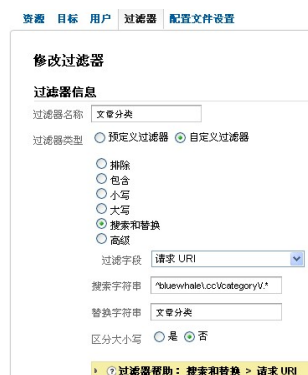 资源 目标 用户 过滤器 配置文件设置
修改过滤器
过滤器信息
过滤器名称 文章分类
过滤器类型 预定义过滤器 自定义过滤器
排除
包含
小写
大写
搜索和替换
高级
过滤字段 请求 URI
搜索字符串 ^bluewhale\.cc\/category\/.*
替换字符串 文章分类
区分大小写 是 否
过滤器帮助: 搜索和替换 > 请求 URI